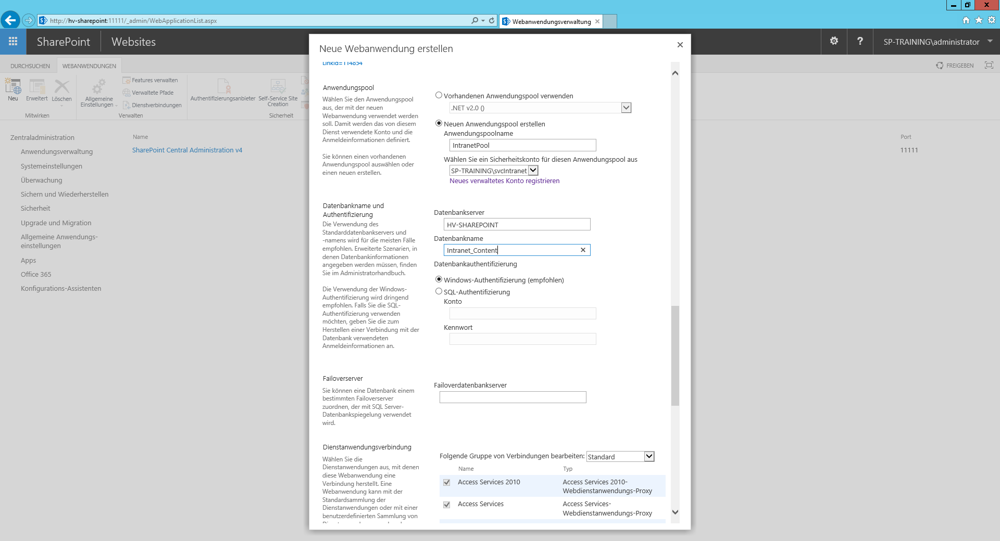 http://hv-sharepoint:11111/_admin/WebApplicationList.aspx
Webanwendungsverwaltung
SharePoint
Websites
SP-TRAINING\administrator
DURCHSUCHEN
WEBANWENDUNGEN
FREIGEBEN
Neu
Erweitert
Löschen
Mitwirken
Allgemeine
Einstellungen
Features verwalten
Verwaltete Pfade
Dienstverbindungen
Verwalten
Authentifizierungsanbieter
Self-Service Site
Creation
Sicherheit
Zentraladministration
Anwendungsverwaltung
Systemeinstellungen
Überwachung
Sichern und Wiederherstellen
Sicherheit
Upgrade und Migration
Allgemeine Anwendungs-
einstellungen
Apps
Office 365
Konfigurations-Assistenten
Name
SharePoint Central Administration v4
Port
11111
Neue Webanwendung erstellen
LinkId=114854
Anwendungspool
Wählen Sie den Anwendungspool
aus, der mit der neuen
Webanwendung verwendet werden
soll. Damit werden das von diesem
Dienst verwendete Konto und die
Anmeldeinformationen definiert.
Sie können einen vorhandenen
Anwendungspool auswählen oder
einen neuen erstellen.
Vorhandenen Anwendungspool verwenden
.NET v2.0 ()
Neuen Anwendungspool erstellen
Anwendungspoolname
IntranetPool
Wählen Sie ein Sicherheitskonto für diesen Anwendungspool aus
SP-TRAINING\svcIntranet
Neues verwaltetes Konto registrieren
Datenbankname und
Authentifizierung
Die Verwendung des
Standarddatenbankservers und
-namens wird für die meisten Fälle
empfohlen. Erweiterte Szenarien, in
denen Datenbankinformationen
angegeben werden müssen, finden
Sie im Administratorhandbuch.
Die Verwendung der Windows-
Authentifizierung wird dringend
empfohlen. Falls Sie die SQL-
Authentifizierung verwenden
möchten, geben Sie die zum
Herstellen einer Verbindung mit der
Datenbank verwendeten
Anmeldeinformationen an.
Datenbankserver
HV-SHAREPOINT
Datenbankname
Intranet_Content
Datenbankauthentifizierung
Windows-Authentifizierung (empfohlen)
SQL-Authentifizierung
Konto
Kennwort
Failoverserver
Sie können eine Datenbank einem
bestimmten Failoverserver
zuordnen, der mit SQL Server-
Datenbankspiegelung verwendet
wird.
Failoverdatenbankserver
Dienstanwendungsverbindung
Wählen Sie die
Dienstanwendungen aus, mit denen
diese Webanwendung eine
Verbindung herstellt. Eine
Webanwendung kann mit der
Standardsammlung der
Dienstanwendungen oder mit einer
benutzerdefinierten Sammlung von
Folgende Gruppe von Verbindungen bearbeiten: Standard
Name
Typ
Access Services 2010
Access Services 2010-
Webdienstanwendungs-Proxy
Access Services
Access Services-
Webdienstanwendungs-Proxy